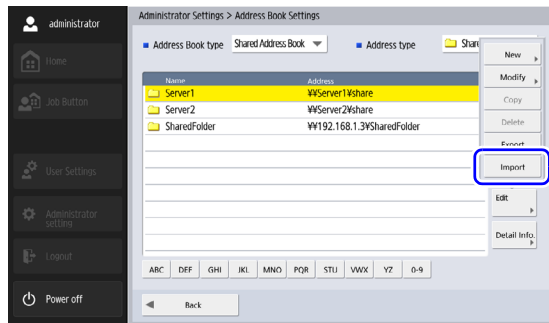 administrator
Home
Job Button
User Settings
Administrator
setting
Logout
Power off
Administrator Settings > Address Book Settings
Address Book type Shared Address Book Address type Share
Name Address
Server1 ¥¥Server1¥share
Server2 ¥¥Server2¥share
SharedFolder ¥¥192.168.1.3¥SharedFolder
ABC DEF GHI JKL MNO PQR STU VWX YZ 0-9
Back
New
Modify
Copy
Delete
Export
Import
Edit
Detail Info.